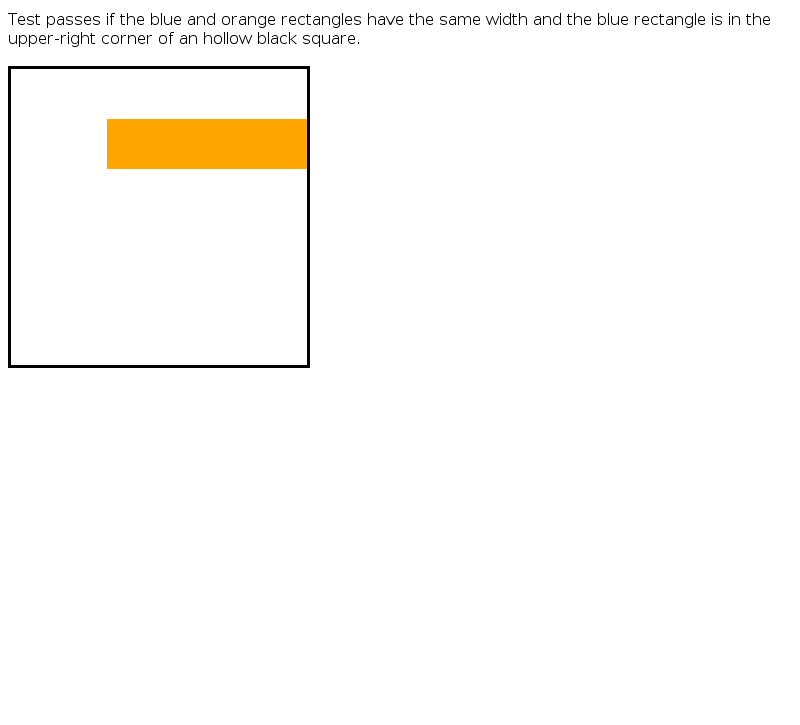 Test passes if the blue and orange rectangles have the same width and the blue rectangle is in the
upper-right corner of an hollow black square.